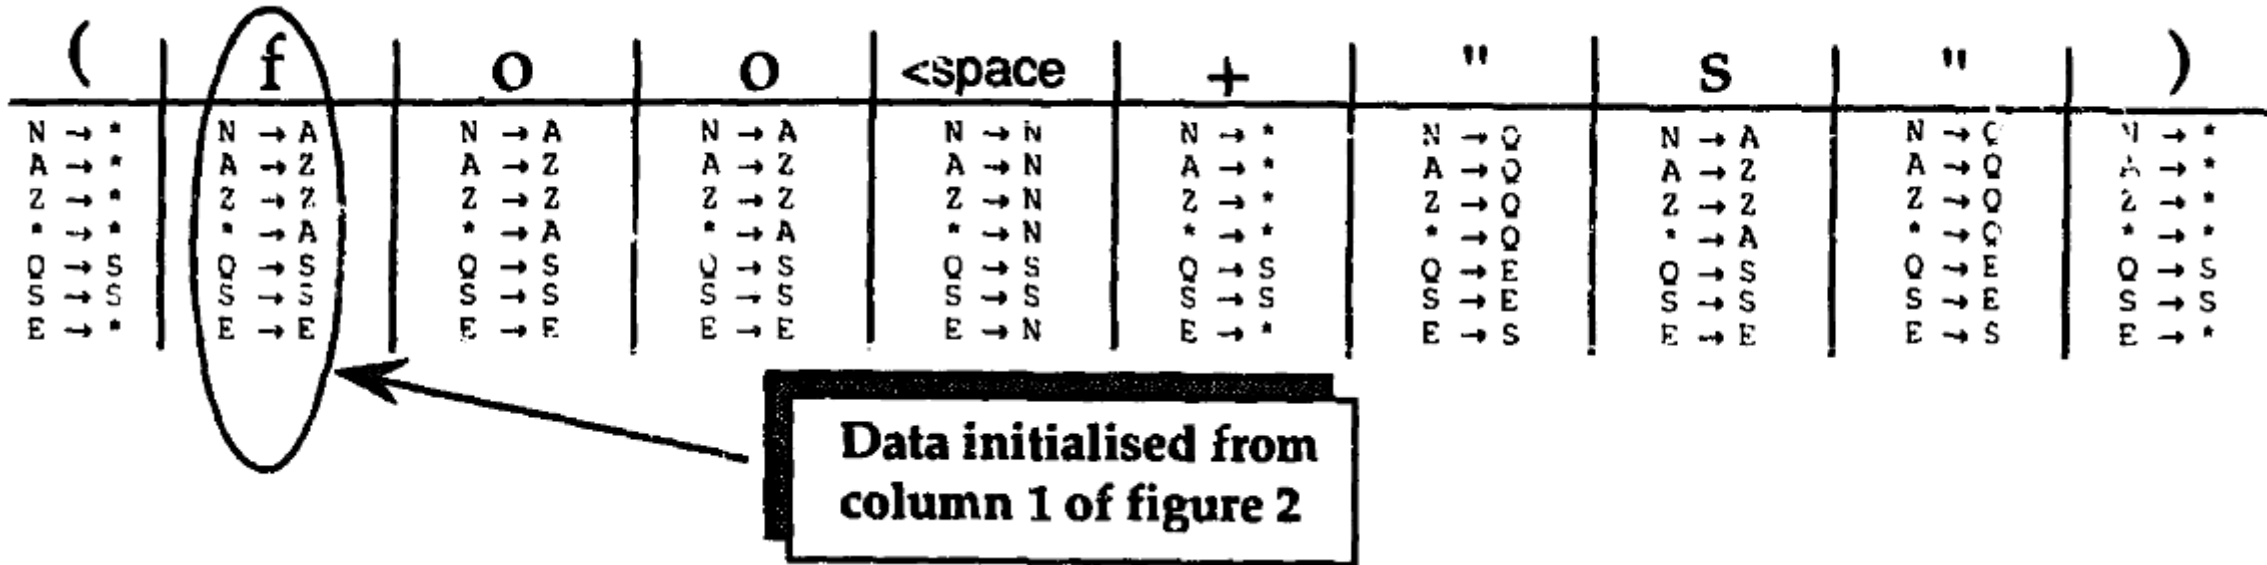 ( f o o <space + " s " )
N → * N → A N → A N → A N → N N → * N → Q N → A N → Q N → *
A → * A → Z A → Z A → Z A → N A → * A → Q A → Z A → Q A → *
Z → * Z → Z Z → Z Z → Z Z → N Z → * Z → Q Z → Z Z → Q Z → *
* → * * → A * → A * → A * → N * → * * → Q * → A * → Q * → *
Q → S Q → S Q → S Q → S Q → S Q → S Q → E Q → S Q → E Q → S
S → S S → S S → S S → S S → S S → S S → E S → S S → E S → S
E → * E → E E → E E → E E → N E → * E → S E → E E → S E → *
Data initialised from
column 1 of figure 2